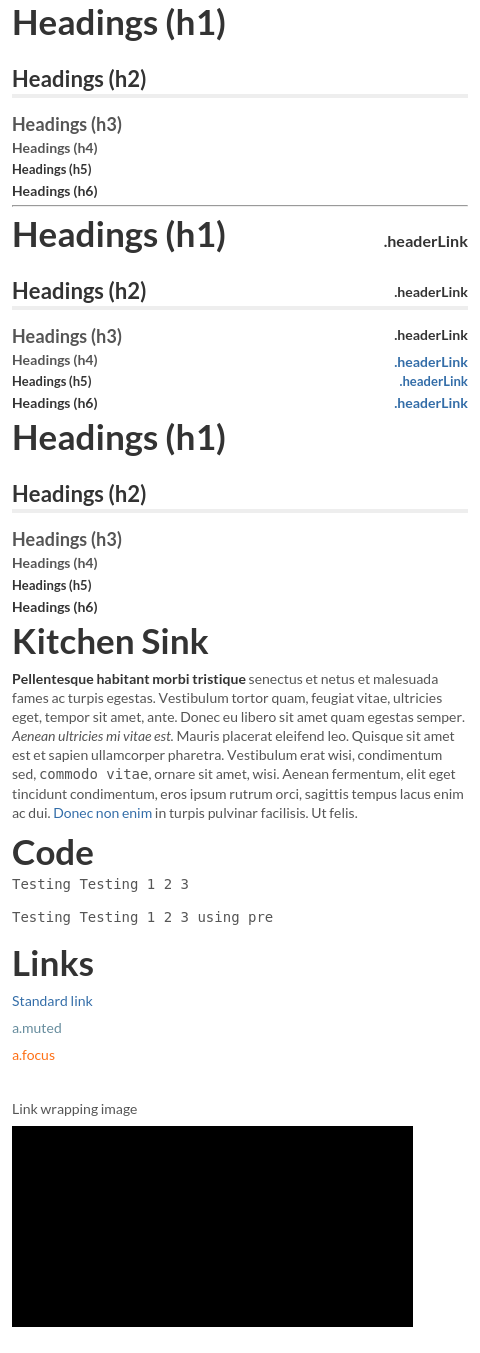 Headings (h1)
Headings (h2)
Headings (h3)
Headings (h4)
Headings (h5)
Headings (h6)
Headings (h1) .headerLink
Headings (h2) .headerLink
Headings (h3) .headerLink
Headings (h4) .headerLink
Headings (h5) .headerLink
Headings (h6) .headerLink
Headings (h1)
Headings (h2)
Headings (h3)
Headings (h4)
Headings (h5)
Headings (h6)
Kitchen Sink
Pellentesque habitant morbi tristique senectus et netus et malesuada
fames ac turpis egestas. Vestibulum tortor quam, feugiat vitae, ultricies
eget, tempor sit amet, ante. Donec eu libero sit amet quam egestas semper.
Aenean ultricies mi vitae est. Mauris placerat eleifend leo. Quisque sit amet
est et sapien ullamcorper pharetra. Vestibulum erat wisi, condimentum
sed, commodo vitae, ornare sit amet, wisi. Aenean fermentum, elit eget
tincidunt condimentum, eros ipsum rutrum orci, sagittis tempus lacus enim
ac dui. Donec non enim in turpis pulvinar facilisis. Ut felis.
Code
Testing Testing 1 2 3
Testing Testing 1 2 3 using pre
Links
Standard link
a.muted
a.focus
Link wrapping image